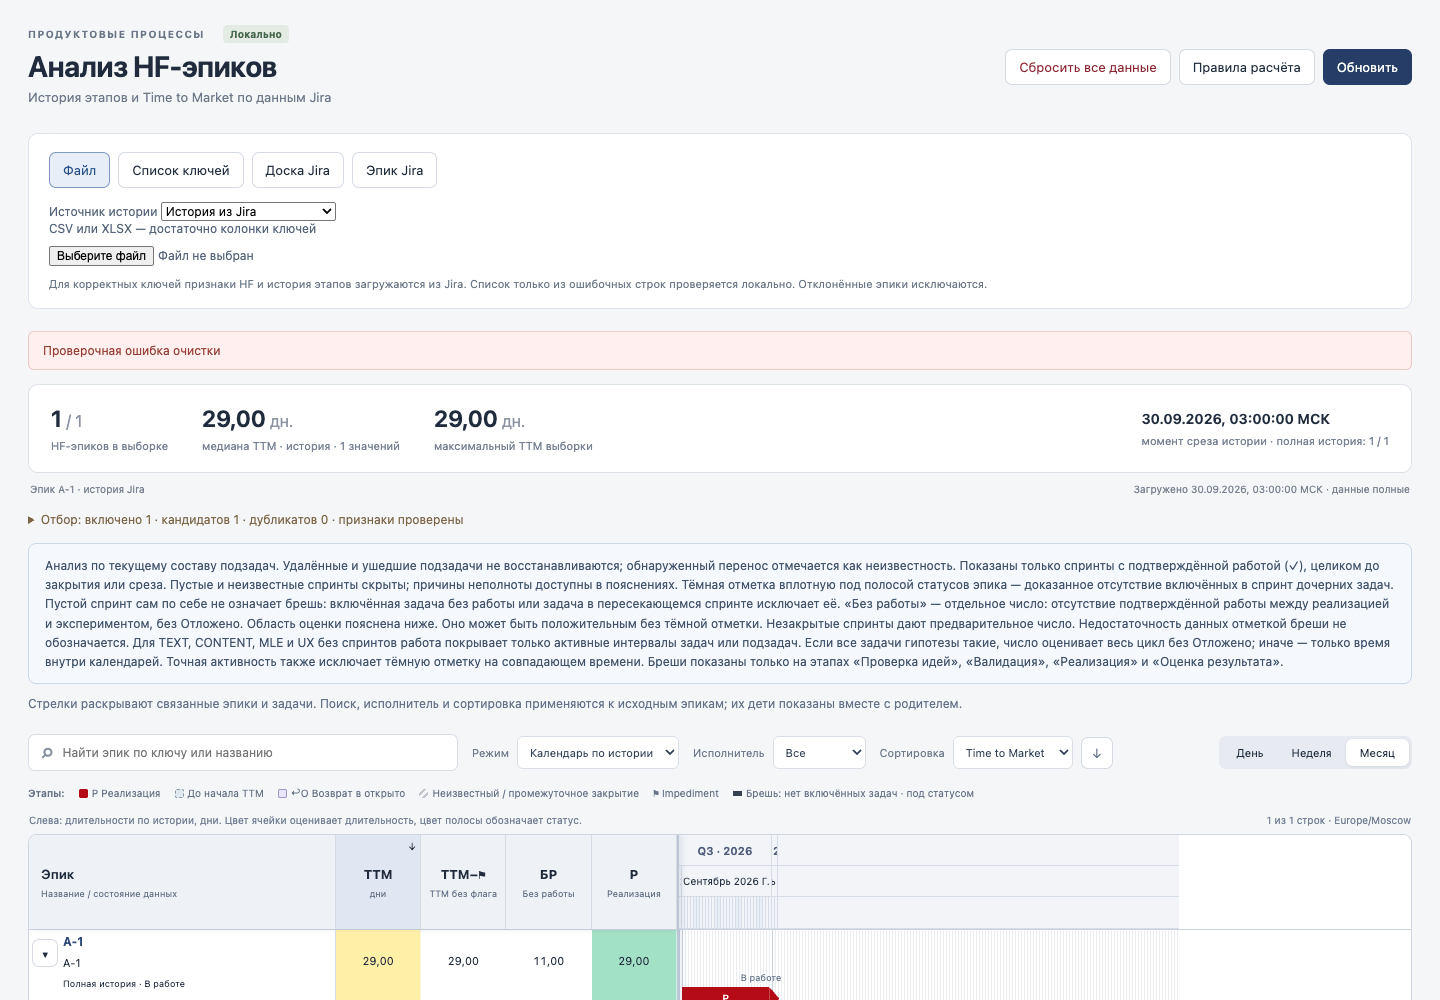 ПРОДУКТОВЫЕ ПРОЦЕССЫ Локально
Анализ HF-эпиков
История этапов и Time to Market по данным Jira
Сбросить все данные Правила расчёта Обновить
Файл Список ключей Доска Jira Эпик Jira
Источник истории История из Jira
CSV или XLSX — достаточно колонки ключей
Выберите файл Файл не выбран
Для корректных ключей признаки HF и история этапов загружаются из Jira. Список только из ошибочных строк проверяется локально. Отклонённые эпики исключаются.
Проверочная ошибка очистки
1 / 1 29,00 дн. 29,00 дн. 30.09.2026, 03:00:00 МСК
HF-эпиков в выборке медиана ТТМ · история · 1 значений максимальный ТТМ выборки момент среза истории · полная история: 1 / 1
Эпик A-1 · история Jira Загружено 30.09.2026, 03:00:00 МСК · данные полные
▶ Отбор: включено 1 · кандидатов 1 · дубликатов 0 · признаки проверены
Анализ по текущему составу подзадач. Удалённые и ушедшие подзадачи не восстанавливаются; обнаруженный перенос отмечается как неизвестность. Показаны только спринты с подтверждённой работой (✓), целиком до
закрытия или среза. Пустые и неизвестные спринты скрыты; причины неполноты доступны в пояснениях. Тёмная отметка вплотную под полосой статусов эпика — доказанное отсутствие включённых в спринт дочерних задач.
Пустой спринт сам по себе не означает брешь: включённая задача без работы или задача в пересекающемся спринте исключает её. «Без работы» — отдельное число: отсутствие подтверждённой работы между реализацией
и экспериментом, без Отложено. Область оценки пояснена ниже. Оно может быть положительным без тёмной отметки. Незакрытые спринты дают предварительное число. Недостаточность данных отметкой бреши не
обозначается. Для TEXT, CONTENT, MLE и UX без спринтов работа покрывает только активные интервалы задач или подзадач. Если все задачи гипотезы такие, число оценивает весь цикл без Отложено; иначе — только время
внутри календарей. Точная активность также исключает тёмную отметку на совпадающем времени. Бреши показаны только на этапах «Проверка идей», «Валидация», «Реализация» и «Оценка результата».
Стрелки раскрывают связанные эпики и задачи. Поиск, исполнитель и сортировка применяются к исходным эпикам; их дети показаны вместе с родителем.
Найти эпик по ключу или названию Режим Календарь по истории Исполнитель Все Сортировка Time to Market ↓ День Неделя Месяц
Этапы: Р Реализация До начала ТТМ ↩О Возврат в открыто Неизвестный / промежуточное закрытие ⚑ Impediment Брешь: нет включённых задач · под статусом
Слева: длительности по истории, дни. Цвет ячейки оценивает длительность, цвет полосы обозначает статус. 1 из 1 строк · Europe/Moscow
↓
Эпик ТТМ ТТМ–⚑ БР Р Q3 · 2026
Название / состояние данных дни ТТМ без флага Без работы Реализация Сентябрь 2026 г.
A-1
▼ A-1 29,00 29,00 11,00 29,00
Полная история · В работе
В работе
Р